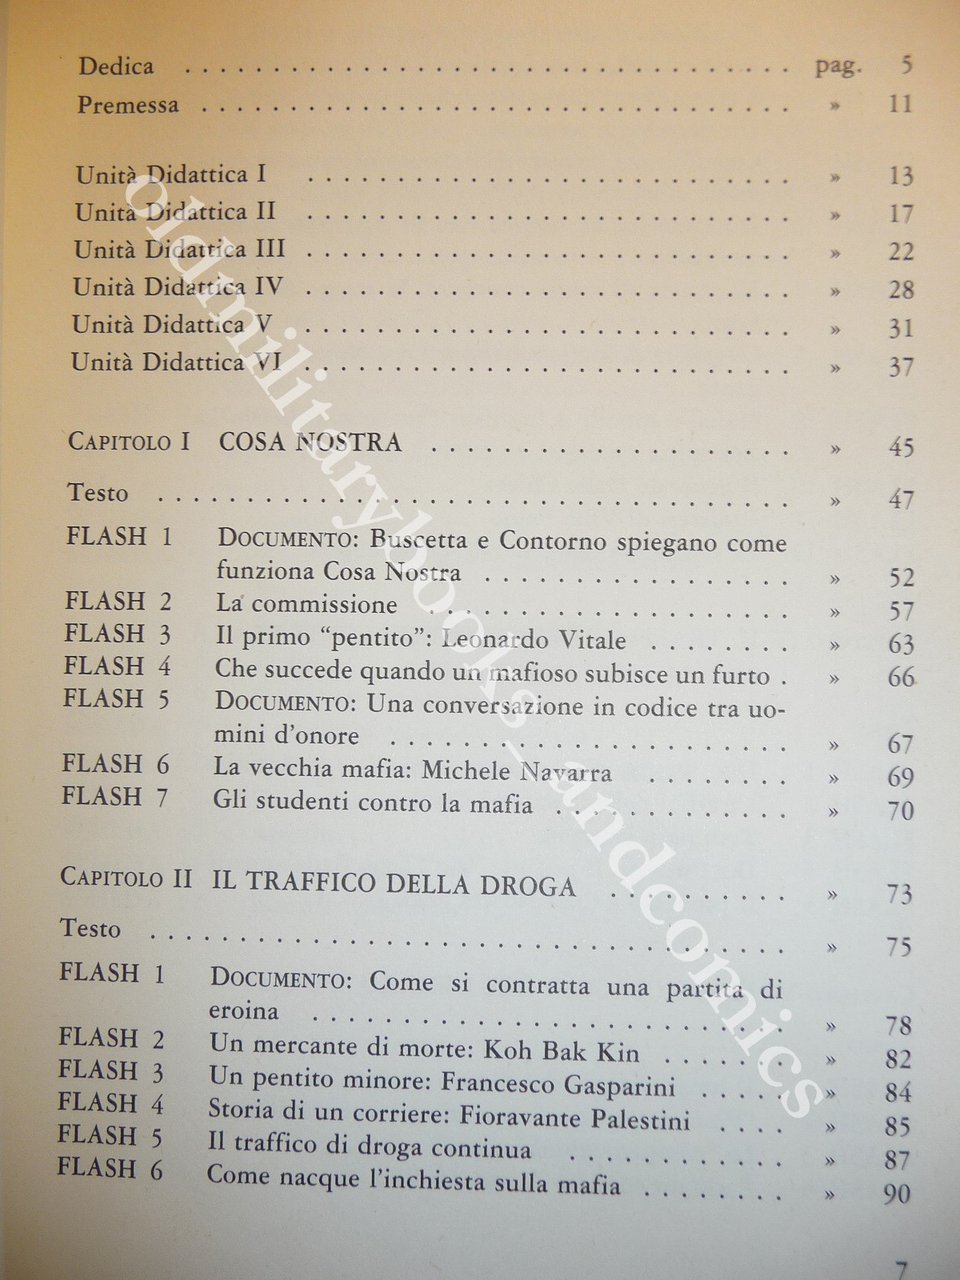 Dedica . . . . . . . . . . . . . . . . . . . . . . . . . . . . . . . . . . pag. 5
Premessa . . . . . . . . . . . . . . . . . . . . . . . . . . . . . . . . . . » 11
Unità Didattica I . . . . . . . . . . . . . . . . . . . . . . . . . . . » 13
Unità Didattica II . . . . . . . . . . . . . . . . . . . . . . . . . . . » 17
Unità Didattica III . . . . . . . . . . . . . . . . . . . . . . . . . . . » 22
Unità Didattica IV . . . . . . . . . . . . . . . . . . . . . . . . . . . » 28
Unità Didattica V . . . . . . . . . . . . . . . . . . . . . . . . . . . » 31
Unità Didattica VI . . . . . . . . . . . . . . . . . . . . . . . . . . . » 37
CAPITOLO I COSA NOSTRA . . . . . . . . . . . . . . . . . . . . » 45
Testo . . . . . . . . . . . . . . . . . . . . . . . . . . . . . . . . . . . » 47
FLASH 1 DOCUMENTO: Buscetta e Contorno spiegano come
funziona Cosa Nostra . . . . . . . . . . . . . . . . . » 52
FLASH 2 La commissione . . . . . . . . . . . . . . . . . . . . » 57
FLASH 3 Il primo “pentito”: Leonardo Vitale . . . . . . . . » 63
FLASH 4 Che succede quando un mafioso subisce un furto . » 66
FLASH 5 DOCUMENTO: Una conversazione in codice tra uo-
mini d'onore . . . . . . . . . . . . . . . . . . . . . . » 67
FLASH 6 La vecchia mafia: Michele Navarra . . . . . . . . » 69
FLASH 7 Gli studenti contro la mafia . . . . . . . . . . . . . » 70
CAPITOLO II IL TRAFFICO DELLA DROGA . . . . . . . . . . » 73
Testo . . . . . . . . . . . . . . . . . . . . . . . . . . . . . . . . . . . » 75
FLASH 1 DOCUMENTO: Come si contratta una partita di
eroina . . . . . . . . . . . . . . . . . . . . . . . . . . » 78
FLASH 2 Un mercante di morte: Koh Bak Kin . . . . . . . » 82
FLASH 3 Un pentito minore: Francesco Gasparini . . . . . » 84
FLASH 4 Storia di un corriere: Fioravante Palestini . . . . » 85
FLASH 5 Il traffico di droga continua . . . . . . . . . . . . » 87
FLASH 6 Come nacque l'inchiesta sulla mafia . . . . . . . . » 90
7
oldmilitarybooks_andcomics